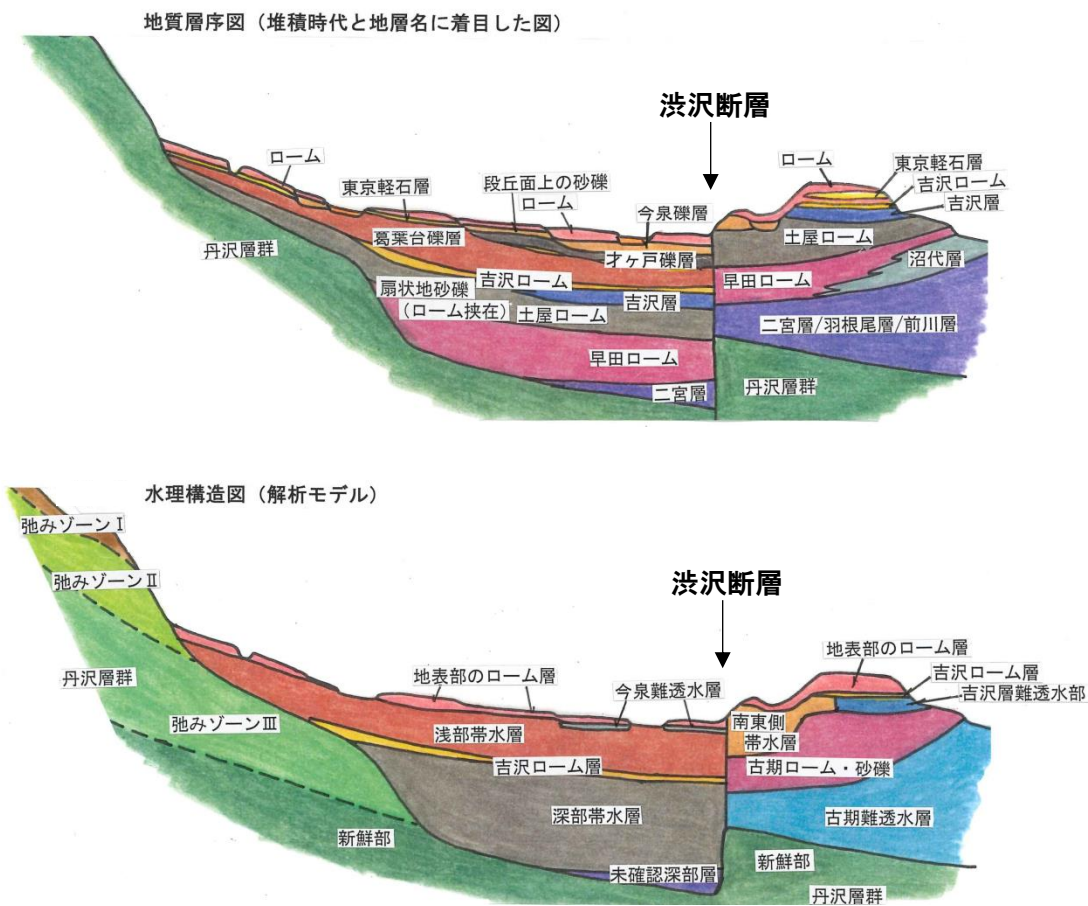 地質層序図（堆積時代と地層名に着目した図）
渋沢断層
ローム
東京軽石層
段丘面上の砂礫
ローム
今泉礫層
ローム
東京軽石層
吉沢ローム
吉沢層
丹沢層群
葛葉台礫層
才ヶ戸礫層
土屋ローム
沼代層
吉沢ローム
吉沢層
早田ローム
扇状地砂礫
（ローム挟在）
土屋ローム
二宮層/羽根尾層/前川層
早田ローム
二宮層
丹沢層群
水理構造図（解析モデル）
弛みゾーンⅠ
弛みゾーンⅡ
渋沢断層
丹沢層群
地表部のローム層
今泉難透水層
地表部のローム層
吉沢ローム層
吉沢層難透水部
弛みゾーンⅢ
浅部帯水層
南東側
帯水層
吉沢ローム層
古期ローム・砂礫
深部帯水層
古期難透水層
新鮮部
未確認深部層
新鮮部
丹沢層群